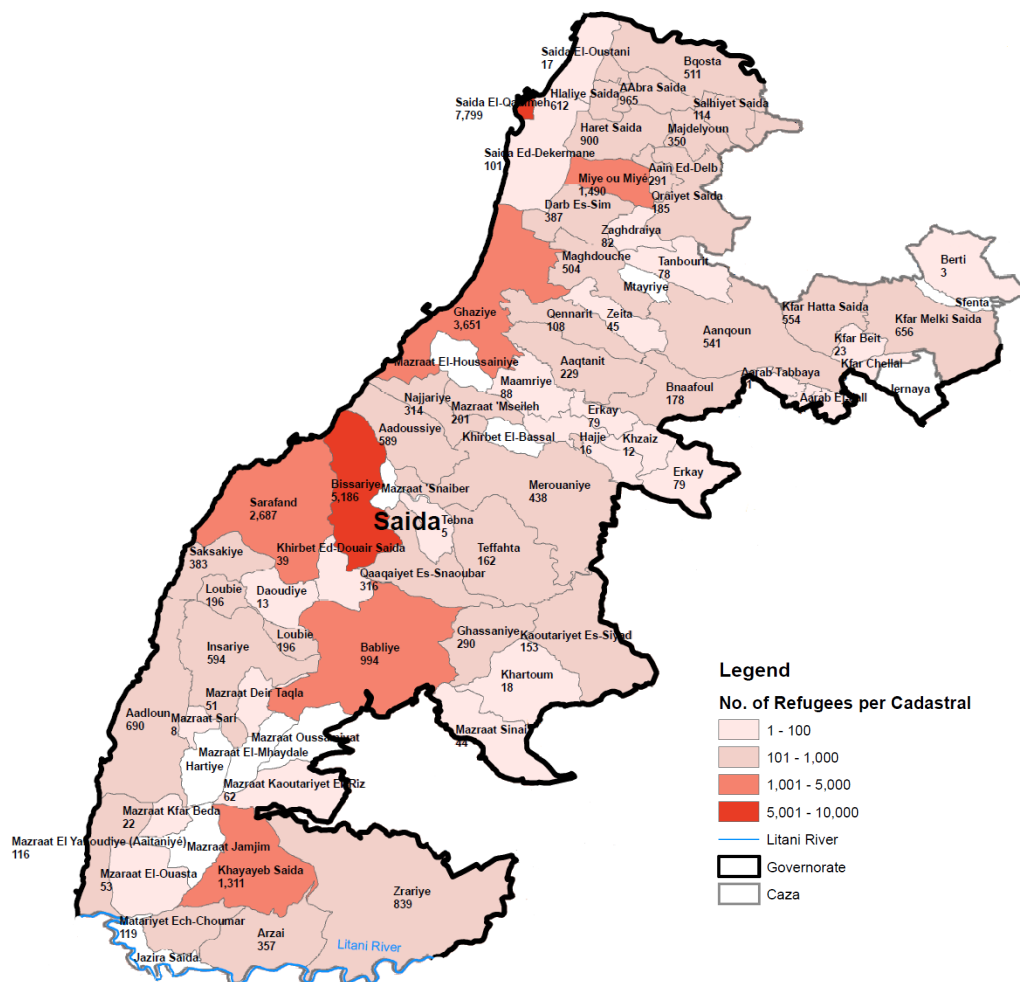 Saida El-Oustani
17
Bqosta
511
AAbra Saida
965
Hlaliye Saida
612
Salhiyet Saida
114
Saida El-Qadimeh
7,799
Haret Saida
900
Majdelyoun
350
Saida Ed-Dekermane
101
Aain Ed-Delb
291
Miye ou Miyé
1,490
Qraiyet Saida
185
Darb Es-Sim
387
Zaghdraiya
82
Maghdouche
504
Tanbourit
78
Mtayriye
Berti
3
Sfenta
Kfar Hatta Saida
554
Kfar Melki Saida
656
Ghaziye
3,651
Qennarit
108
Zeita
45
Aanqoun
541
Kfar Beit
23
Kfar Chellal
Mazraat El-Houssainiye
Aaqtanit
229
Maamriye
88
Bnaafoul
178
Aarab Tabbaya
1
Jernaya
Najjariye
314
Mazraat 'Mseileh
201
Erkay
79
Aadoussiye
589
Khirbet El-Bassal
Hajje
16
Khzaiz
12
Erkay
79
Bissariye
5,186
Mazraat 'Snaiber
Merouaniye
438
Sarafand
2,687
Saida
Tebna
5
Khirbet Ed-Douair Saida
39
Teffahta
162
Saksakiye
383
Qaaqaiyet Es-Snaoubar
316
Loubie
196
Daoudiye
13
Loubie
196
Insariye
594
Babliye
994
Ghassaniye
290
Kaoutariyet Es-Siyad
153
Khartoum
18
Mazraat Deir Taqla
51
Aadloun
690
Mazraat Sari
8
Mazraat Sinai
44
Mazraat Oussamiyat
Mazraat El-Mhaydale
Hartiye
Mazraat Kaoutariyet Er-Riz
62
Mazraat Kfar Beda
22
Mazraat El Yahoudiye (Aaitaniyé)
116
Mazraat Jamjim
Mzaraat El-Ouasta
53
Khayayeb Saida
1,311
Zrariye
839
Matariyet Ech-Choumar
119
Arzai
357
Jazira Saida
Litani River
Legend
No. of Refugees per Cadastral
1 - 100
101 - 1,000
1,001 - 5,000
5,001 - 10,000
Litani River
Governorate
Caza